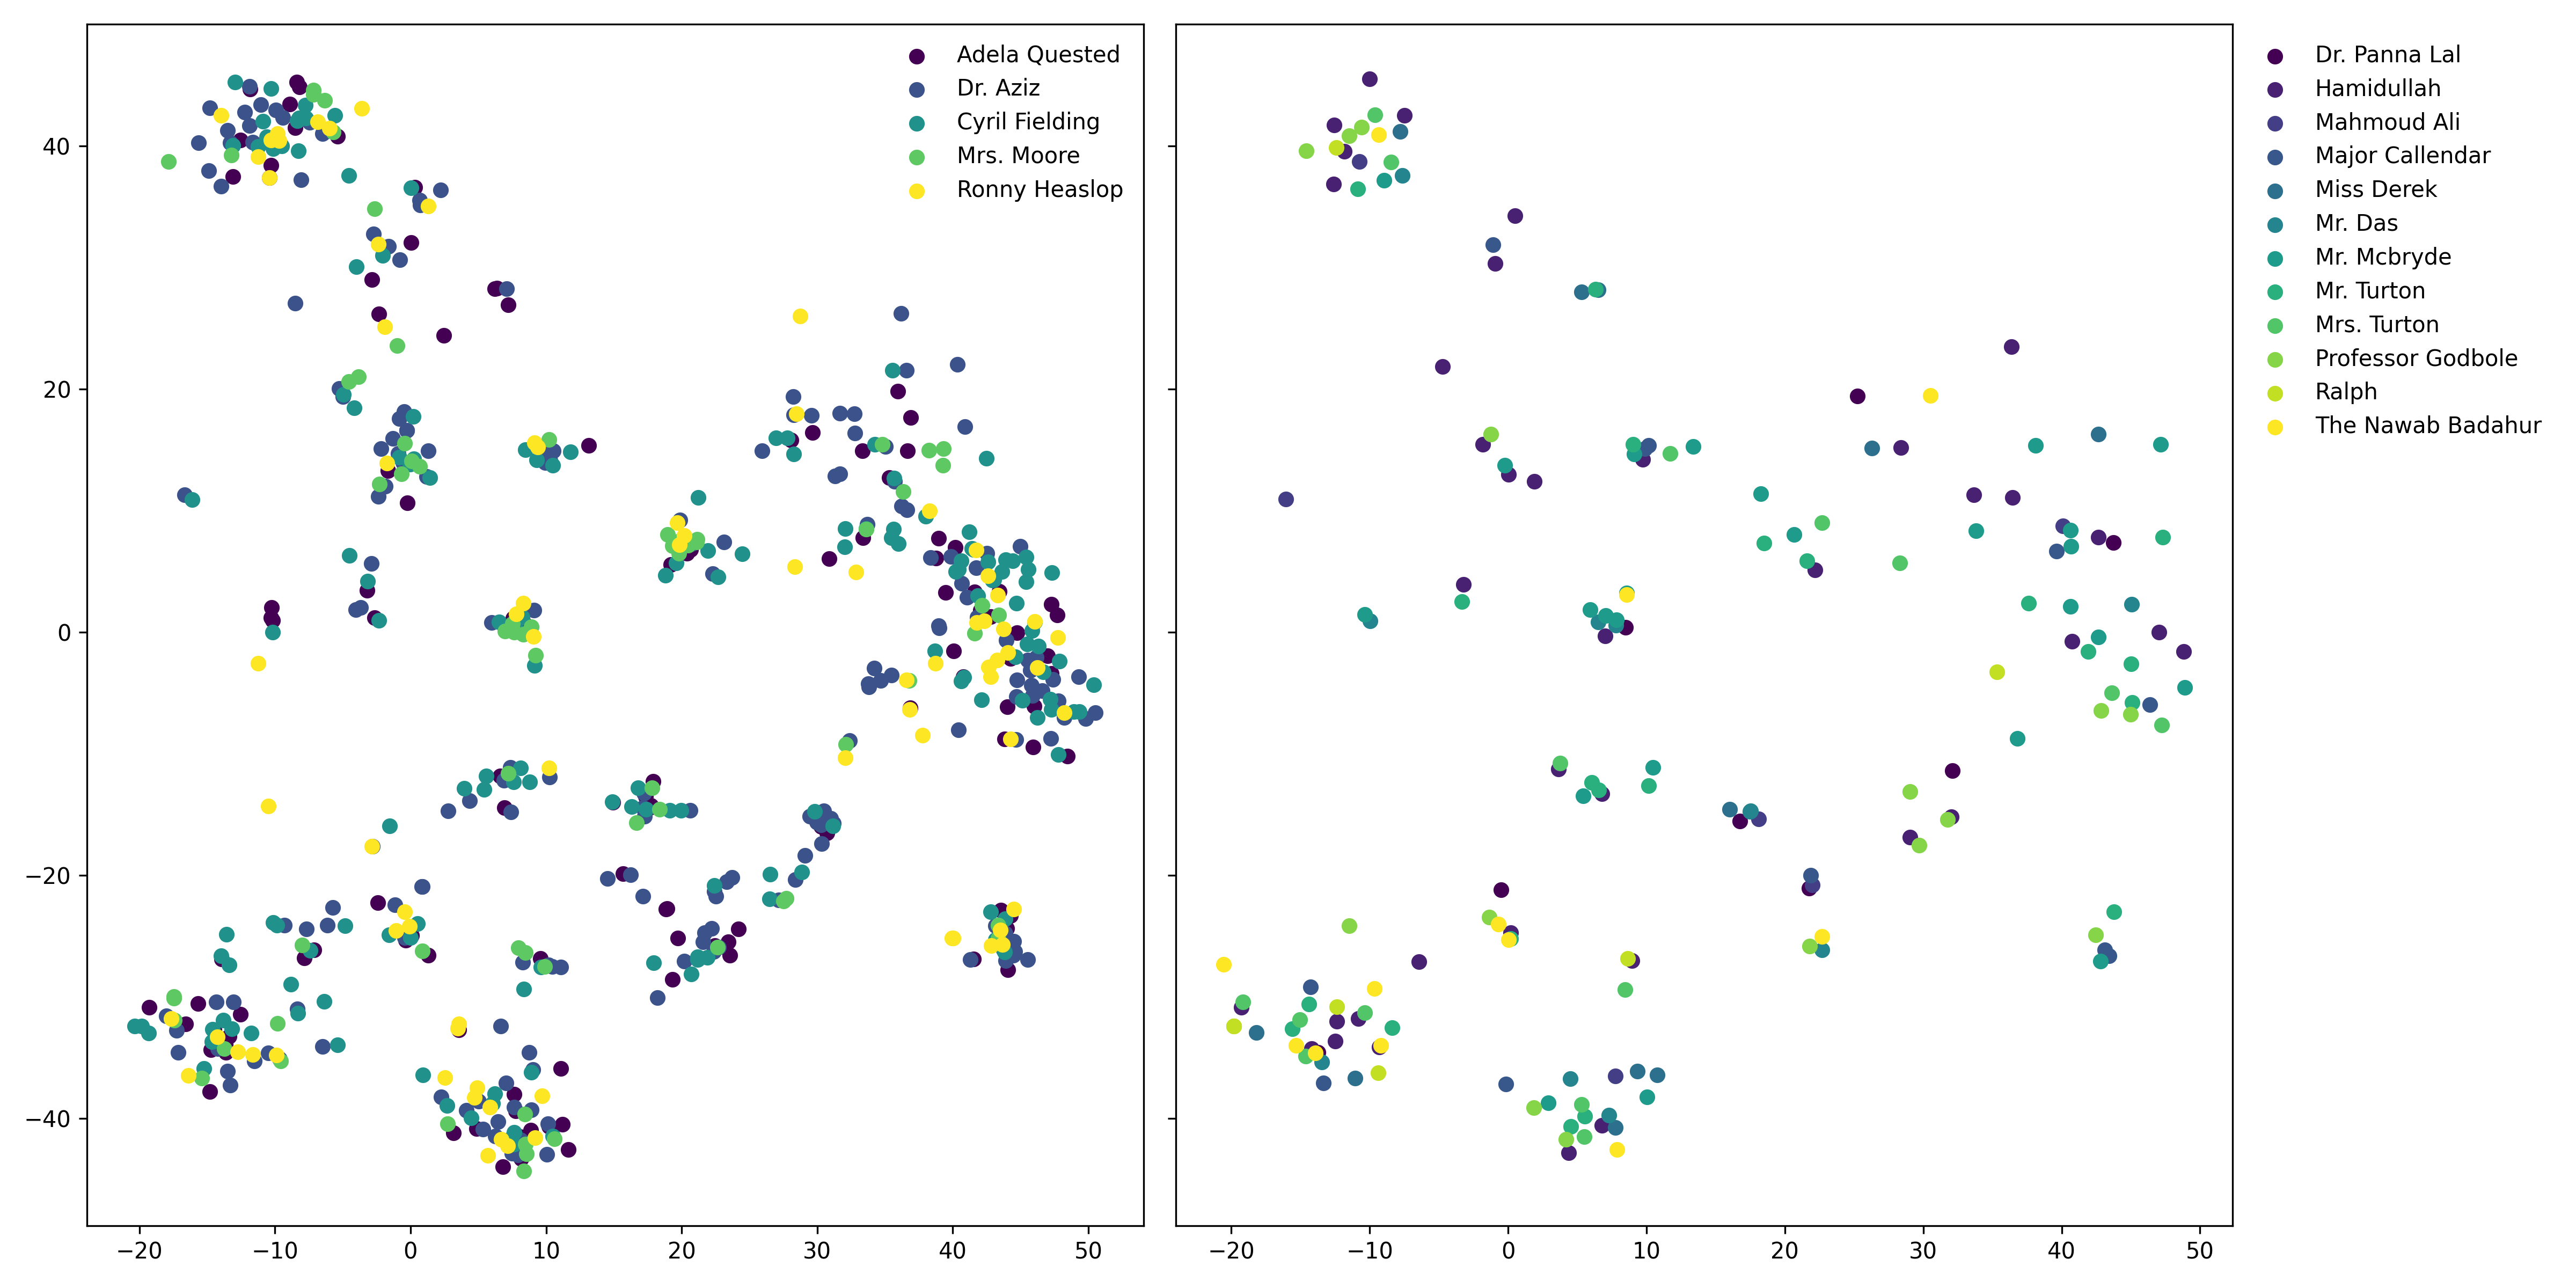 Adela Quested
Dr. Aziz
Cyril Fielding
Mrs. Moore
Ronny Heaslop
Dr. Panna Lal
Hamidullah
Mahmoud Ali
Major Callendar
Miss Derek
Mr. Das
Mr. Mcbryde
Mr. Turton
Mrs. Turton
Professor Godbole
Ralph
The Nawab Badahur
40
20
0
−20
−40
−20 −10 0 10 20 30 40 50
−20 −10 0 10 20 30 40 50